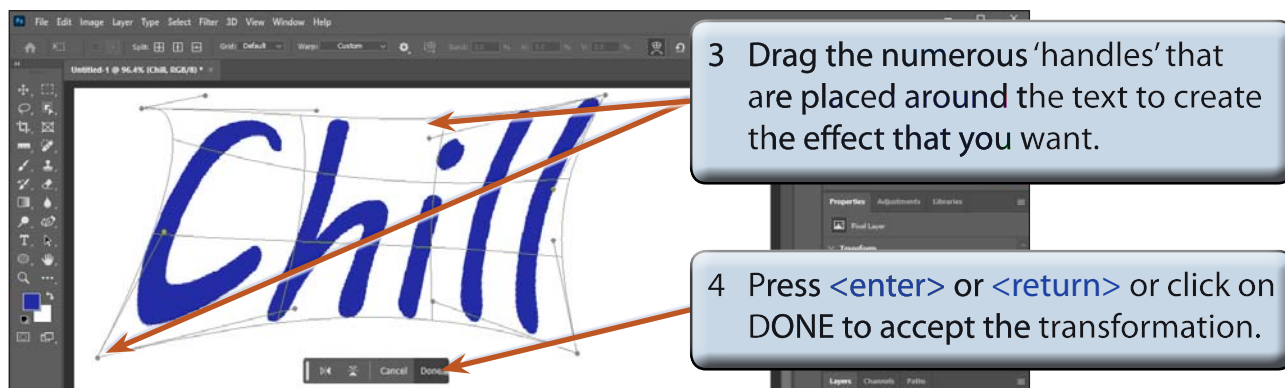 File Edit Image Layer Type Select Filter 3D View Window Help
Split: Grid: Default Warp: Custom
Untitled-1 @ 96.4% (Chill, RGB/8) *
Chill
3 Drag the numerous ‘handles’ that
are placed around the text to create
the effect that you want.
Properties Adjustments Libraries
Pixel Layer
Transform
4 Press <enter> or <return> or click on
DONE to accept the transformation.
Cancel Done
Layers Channels Paths